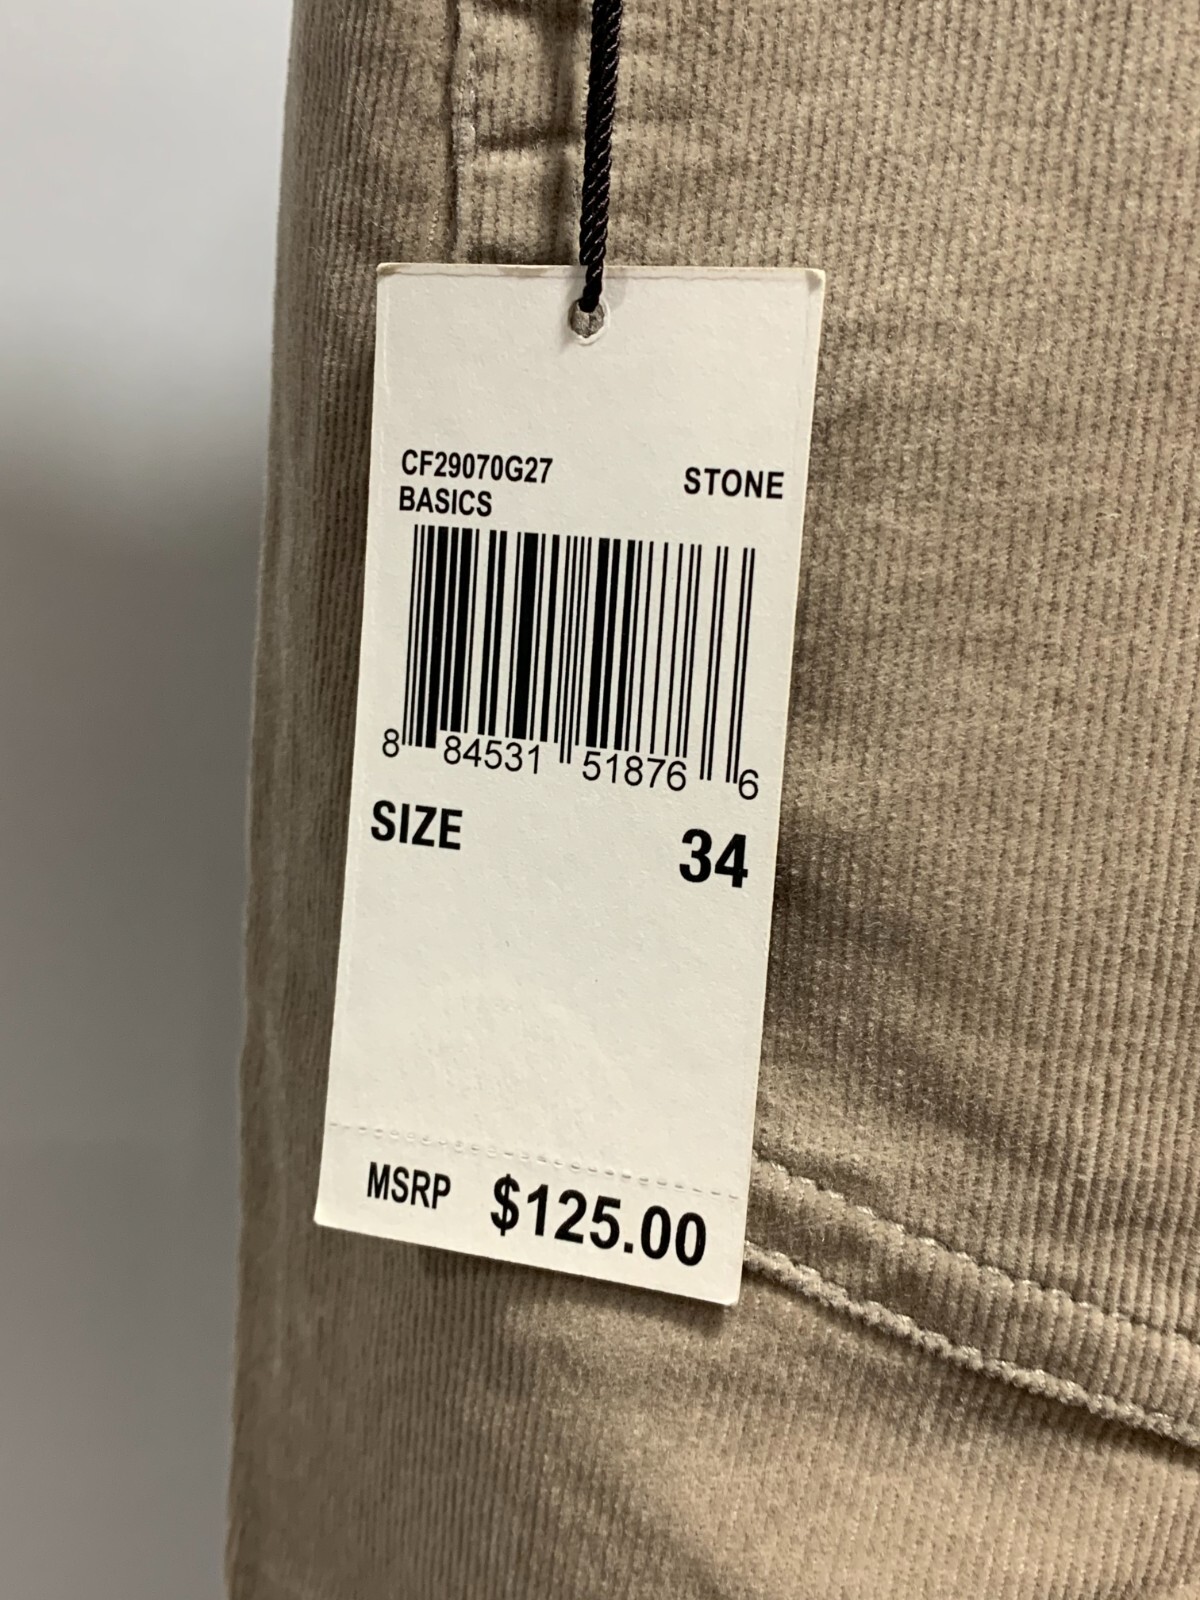 CF29070G27 STONE
BASICS
8 84531 51876 6
SIZE 34
MSRP $125.00